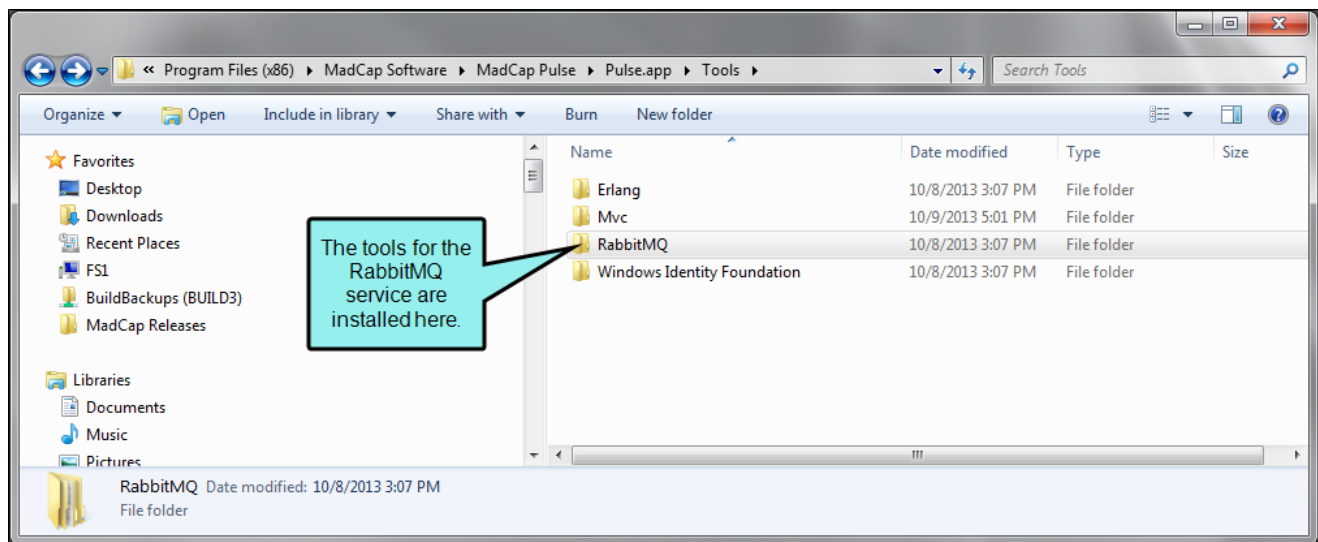 « Program Files (x86) ▸ MadCap Software ▸ MadCap Pulse ▸ Pulse.app ▸ Tools ▸
Search Tools
Organize ▾ Open Include in library ▾ Share with ▾ Burn New folder
Favorites
Desktop
Downloads
Recent Places
FS1
BuildBackups (BUILD3)
MadCap Releases
Libraries
Documents
Music
Pictures
Name Date modified Type Size
Erlang 10/8/2013 3:07 PM File folder
Mvc 10/9/2013 5:01 PM File folder
RabbitMQ 10/8/2013 3:07 PM File folder
Windows Identity Foundation 10/8/2013 3:07 PM File folder
The tools for the
RabbitMQ
service are
installed here.
RabbitMQ Date modified: 10/8/2013 3:07 PM
File folder